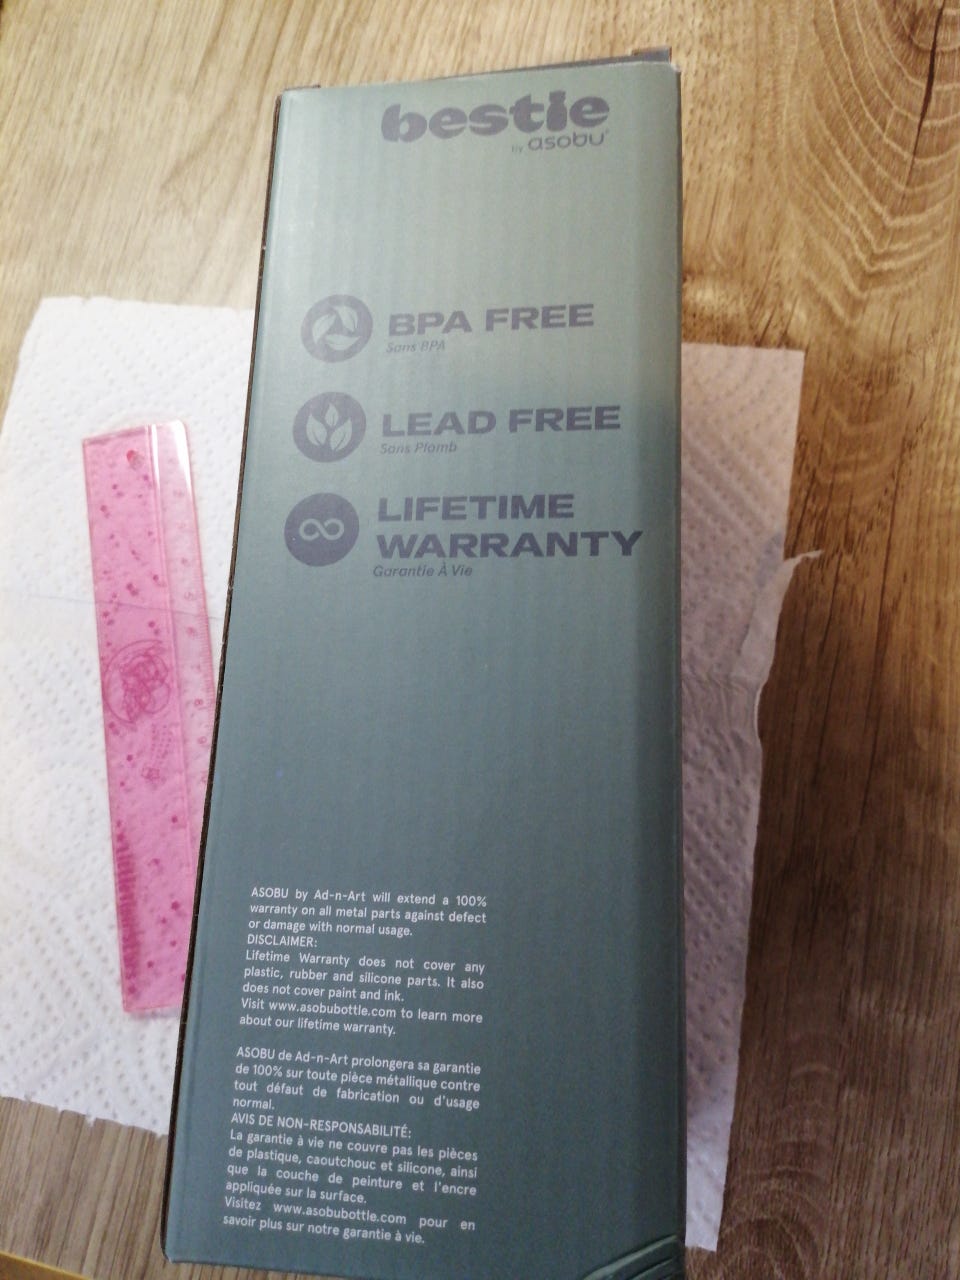 bestie
by asobu®
BPA FREE
Sans BPA
LEAD FREE
Sans Plomb
LIFETIME
WARRANTY
Garantie À Vie
ASOBU by Ad-n-Art will extend a 100%
warranty on all metal parts against defect
or damage with normal usage.
DISCLAIMER:
Lifetime Warranty does not cover any
plastic, rubber and silicone parts. It also
does not cover paint and ink.
Visit www.asobubottle.com to learn more
about our lifetime warranty.
ASOBU de Ad-n-Art prolongera sa garantie
de 100% sur toute pièce métallique contre
tout défaut de fabrication ou d'usage
normal.
AVIS DE NON-RESPONSABILITÉ:
La garantie à vie ne couvre pas les pièces
de plastique, caoutchouc et silicone, ainsi
que la couche de peinture et l'encre
appliquée sur la surface.
Visitez www.asobubottle.com pour en
savoir plus sur notre garantie à vie.